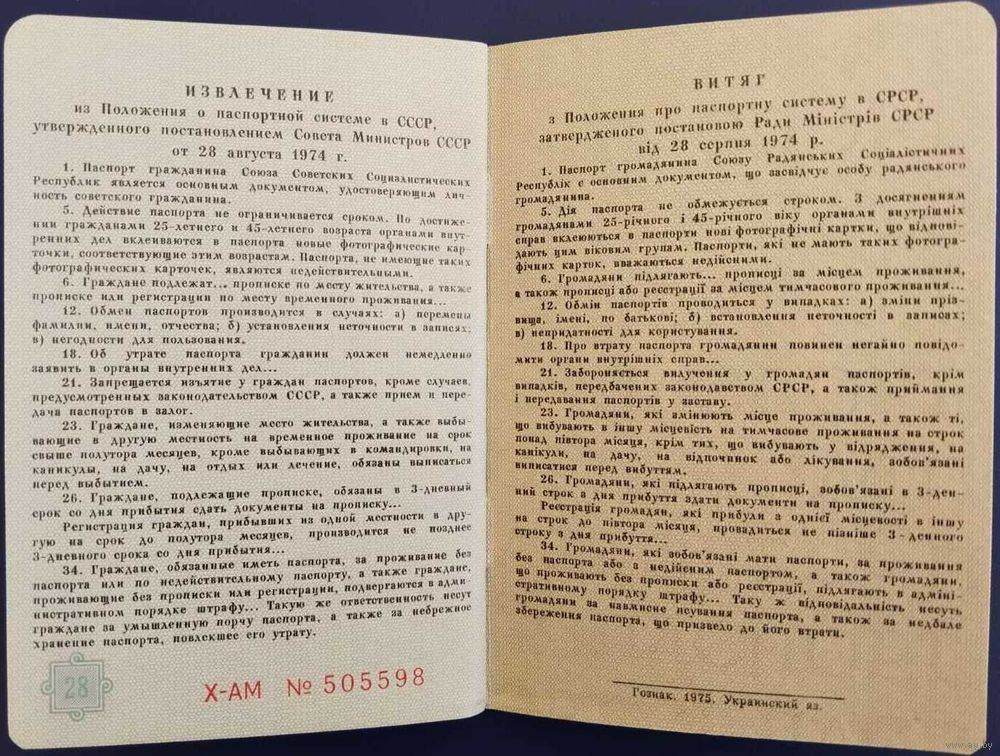 ИЗВЛЕЧЕНИЕ
из Положения о паспортной системе в СССР,
утвержденного постановлением Совета Министров СССР
от 28 августа 1974 г.
1. Паспорт гражданина Союза Советских Социалистических
Республик является основным документом, удостоверяющим лич-
ность советского гражданина.
5. Действие паспорта не ограничивается сроком. По достиже-
нии гражданами 25-летнего и 45-летнего возраста органами внут-
ренних дел вклеиваются в паспорта новые фотографические кар-
точки, соответствующие этим возрастам. Паспорта, не имеющие таких
фотографических карточек, являются недействительными.
6. Граждане подлежат... прописке по месту жительства, а также
прописке или регистрации по месту временного проживания...
12. Обмен паспортов производится в случаях: а) перемены
фамилии, имени, отчества; б) установления неточности в записях;
в) негодности для пользования.
18. Об утрате паспорта гражданин должен немедленно
заявить в органы внутренних дел...
21. Запрещается изъятие у граждан паспортов, кроме случаев,
предусмотренных законодательством СССР, а также прием и пере-
дача паспортов в залог.
23. Граждане, изменяющие место жительства, а также выбы-
вающие в другую местность на временное проживание на срок
свыше полутора месяцев, кроме выбывающих в командировки, на
каникулы, на дачу, на отдых или лечение, обязаны выписаться
перед выбытием.
26. Граждане, подлежащие прописке, обязаны в 3-дневный
срок со дня прибытия сдать документы на прописку...
Регистрация граждан, прибывших из одной местности в дру-
гую на срок до полутора месяцев, производится не позднее
3-дневного срока со дня прибытия...
34. Граждане, обязанные иметь паспорта, за проживание без
паспорта или по недействительному паспорту, а также граждане,
проживающие без прописки или регистрации, подвергаются в адми-
нистративном порядке штрафу... Такую же ответственность несут
граждане за умышленную порчу паспорта, а также за небрежное
хранение паспорта, повлекшее его утрату.
28
X-АМ № 505598
ВИТЯГ
з Положення про паспортну систему в СРСР,
затвердженого постановою Ради Міністрів СРСР
від 28 серпня 1974 р.
1. Паспорт громадянина Союзу Радянських Соціалістичних
Республік є основним документом, що засвідчує особу радянського
громадянина.
5. Дія паспорта не обмежується строком. З досягненням
громадянами 25-річного і 45-річного віку органами внутрішніх
справ вклеюються в паспорти нові фотографічні картки, що відпові-
дають цим віковим групам. Паспорти, які не мають таких фотогра-
фічних карток, вважаються недійсними.
6. Громадяни підлягають... прописці за місцем проживання,
а також прописці або реєстрації за місцем тимчасового проживання...
12. Обмін паспортів проводиться у випадках: а) зміни пріз-
вища, імені, по батькові; б) встановлення неточності в записах;
в) непридатності для користування.
18. Про втрату паспорта громадянин повинен негайно повідо-
мити органи внутрішніх справ...
21. Забороняється вилучення у громадян паспортів, крім
випадків, передбачених законодавством СРСР, а також приймання
і передавання паспортів у заставу.
23. Громадяни, які змінюють місце проживання, а також ті,
що вибувають в іншу місцевість на тимчасове проживання на строк
понад півтора місяця, крім тих, що вибувають у відрядження, на
канікули, на дачу, на відпочинок або лікування, зобов'язані
виписатися перед вибуттям.
26. Громадяни, які підлягають прописці, зобов'язані в 3-ден-
ний строк з дня прибуття здати документи на прописку...
Реєстрація громадян, які прибули з однієї місцевості в іншу
на строк до півтора місяця, провадиться не пізніше 3-денного
строку з дня прибуття...
34. Громадяни, які зобов'язані мати паспорти, за проживання
без паспорта або з недійсним паспортом, а також громадяни,
що проживають без прописки або реєстрації, підлягають в адміні-
стративному порядку штрафу... Таку ж відповідальність несуть
громадяни за навмисне псування паспорта, а також за недбале
збереження паспорта, що призвело до його втрати.
Гознак. 1975. Украинский яз.
www.ay.by